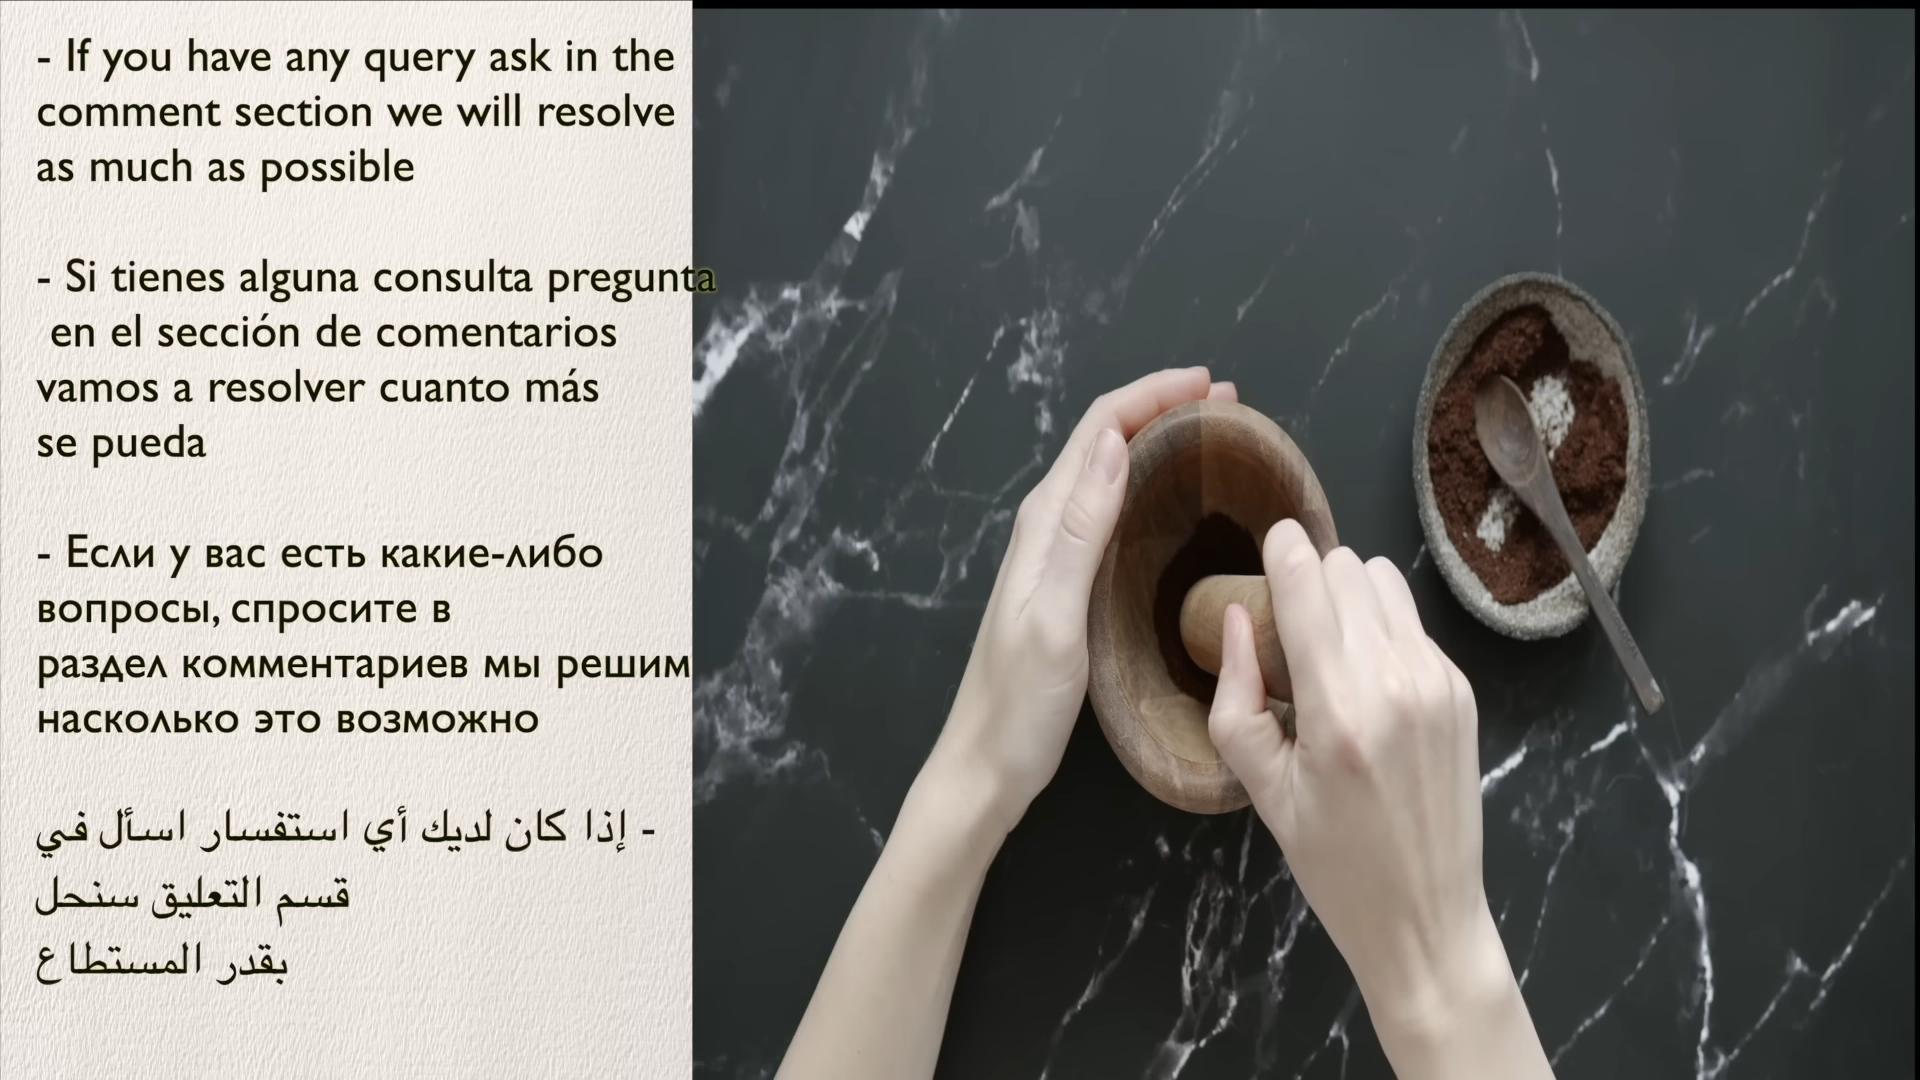 - If you have any query ask in the
comment section we will resolve
as much as possible
- Si tienes alguna consulta pregunta
en el sección de comentarios
vamos a resolver cuanto más
se pueda
- Если у вас есть какие-либо
вопросы, спросите в
раздел комментариев мы решим
насколько это возможно
- إذا كان لديك أي استفسار اسأل في
قسم التعليق سنحل
بقدر المستطاع